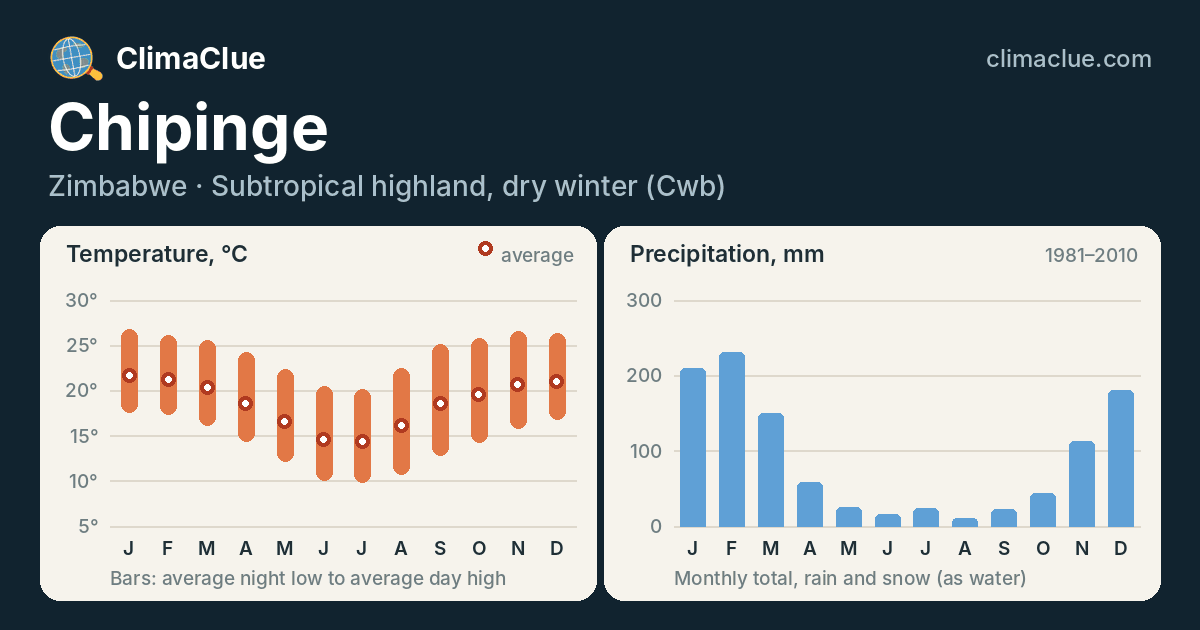 ClimaClue
climaclue.com
Chipinge
Zimbabwe · Subtropical highland, dry winter (Cwb)
Temperature, °C
average
30°
25°
20°
15°
10°
5°
J F M A M J J A S O N D
Bars: average night low to average day high
Precipitation, mm
1981–2010
300
200
100
0
J F M A M J J A S O N D
Monthly total, rain and snow (as water)